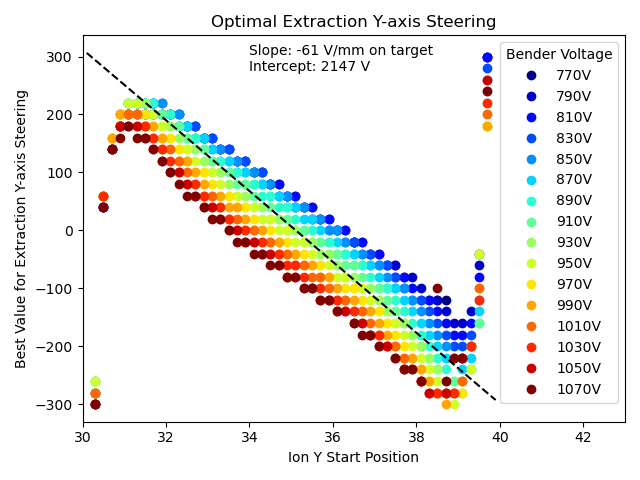 Optimal Extraction Y-axis Steering
Slope: -61 V/mm on target
Intercept: 2147 V
Bender Voltage
770V
790V
810V
830V
850V
870V
890V
910V
930V
950V
970V
990V
1010V
1030V
1050V
1070V
Best Value for Extraction Y-axis Steering
300
200
100
0
−100
−200
−300
30
32
34
36
38
40
42
Ion Y Start Position